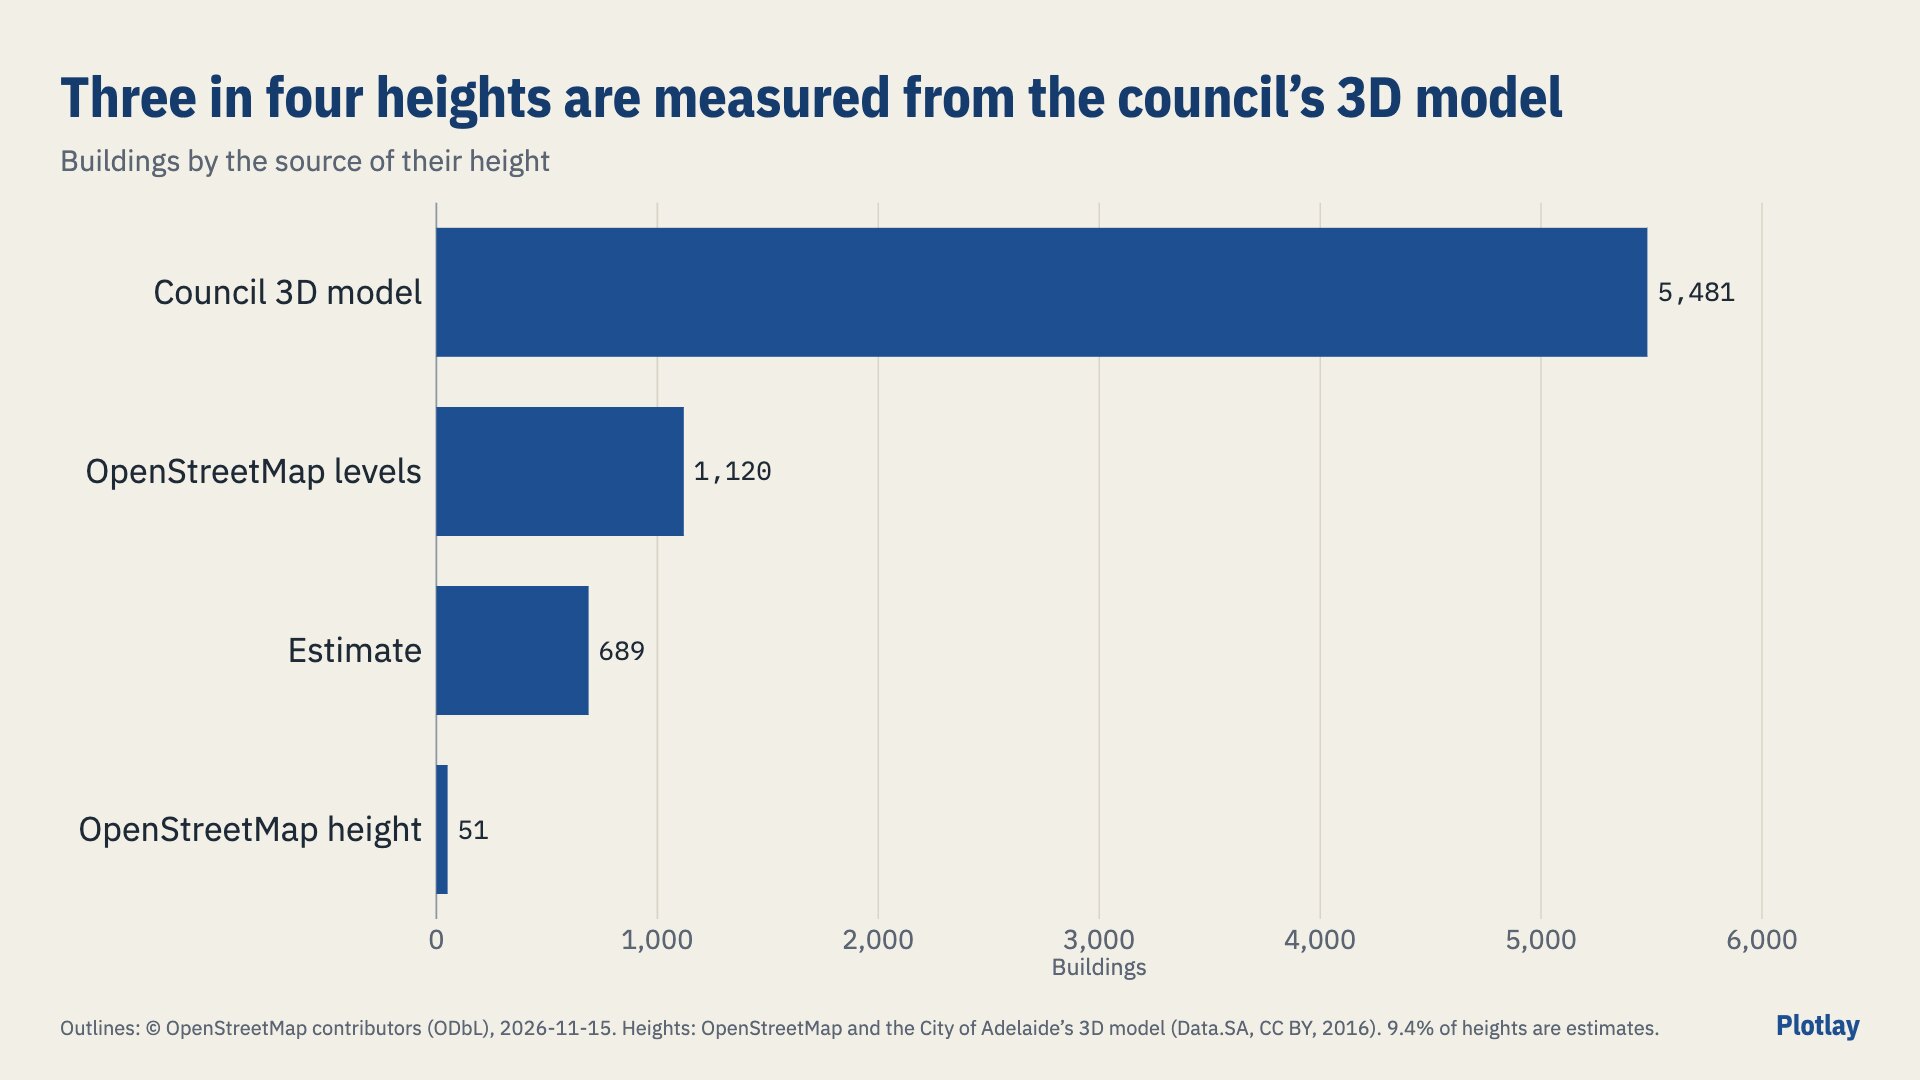 Three in four heights are measured from the council’s 3D model
Buildings by the source of their height
Council 3D model
5,481
OpenStreetMap levels
1,120
Estimate
689
OpenStreetMap height
51
0 1,000 2,000 3,000 4,000 5,000 6,000
Buildings
Outlines: © OpenStreetMap contributors (ODbL), 2026-11-15. Heights: OpenStreetMap and the City of Adelaide’s 3D model (Data.SA, CC BY, 2016). 9.4% of heights are estimates.
Plotlay